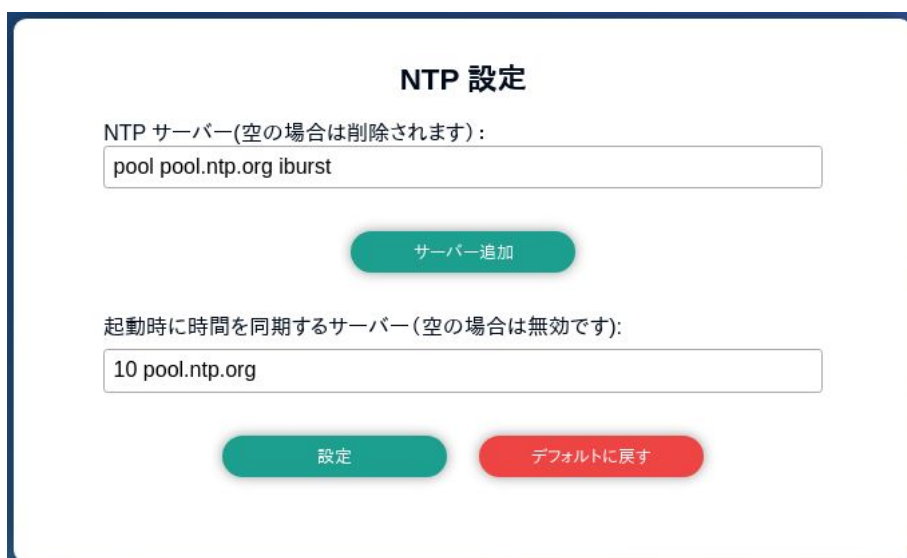 NTP 設定
NTP サーバー(空の場合は削除されます）:
pool pool.ntp.org iburst
サーバー追加
起動時に時間を同期するサーバー（空の場合は無効です):
10 pool.ntp.org
設定 デフォルトに戻す